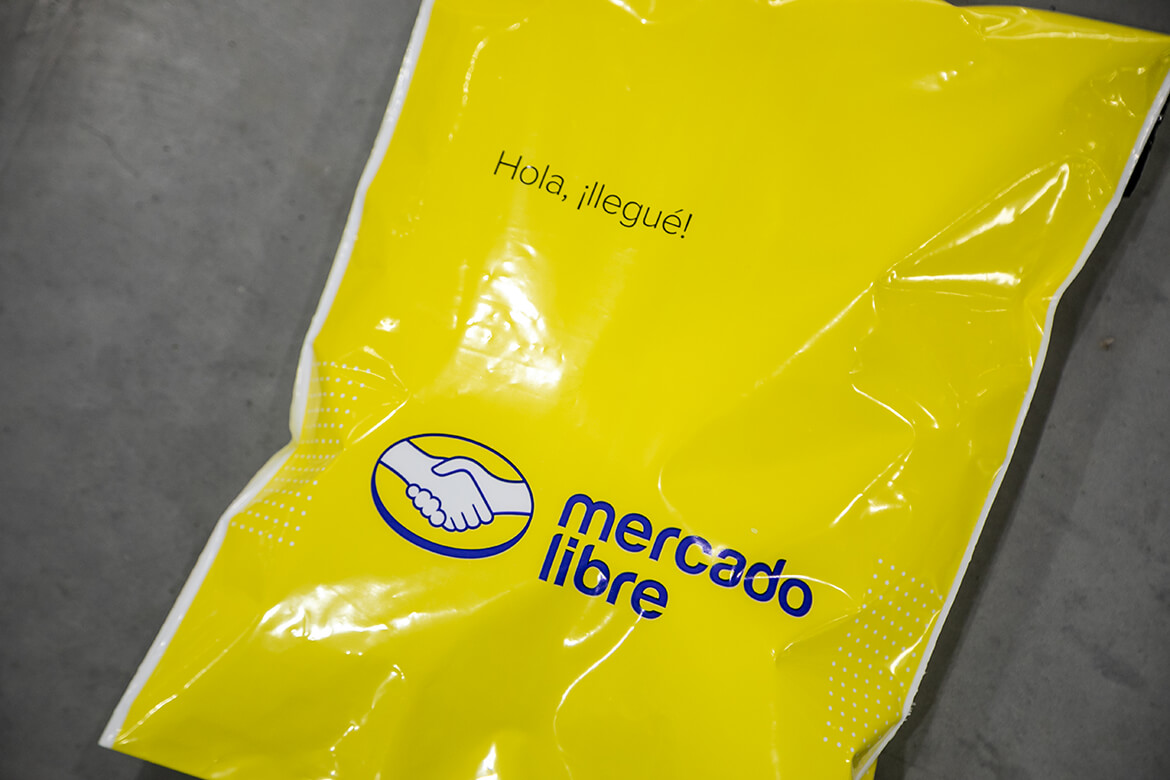 Hola, ¡llegué!
mercado
libre